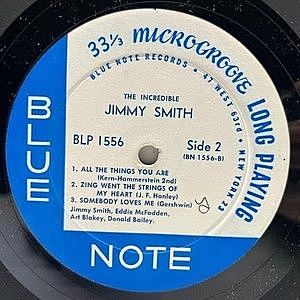 33⅓ MICROGROOVE LONG PLAYING
BLUE NOTE RECORDS • 47 WEST 63rd • NEW YORK 23
THE INCREDIBLE
JIMMY SMITH
BLP 1556
Side 2
(BN 1556-B)
1. ALL THE THINGS YOU ARE
(Kern-Hammerstein 2nd)
2. ZING WENT THE STRINGS OF
MY HEART (J. F. Hanley)
3. SOMEBODY LOVES ME (Gershwin)
Jimmy Smith, Eddie McFadden,
Art Blakey, Donald Bailey.
BLUE
NOTE